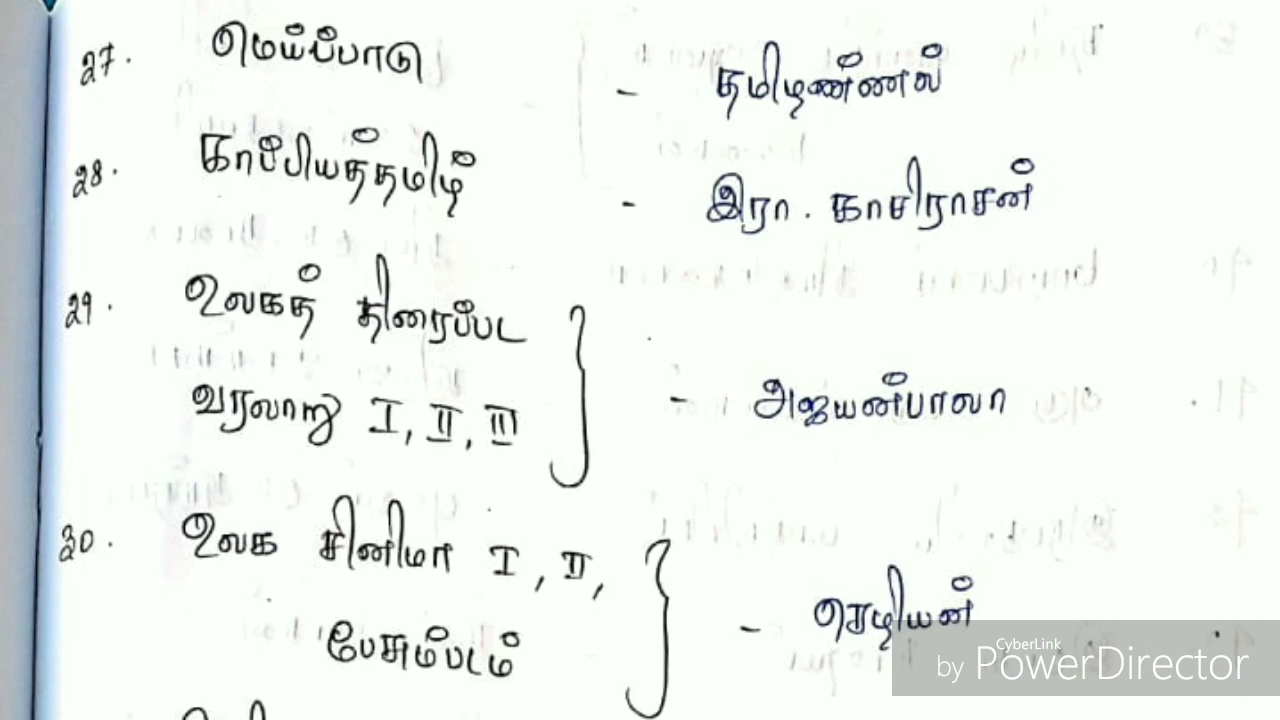 27. மெய்ப்பாடு - தமிழண்ணல்
28. காப்பியத்தமிழ் - இரா. காசிராசன்
29. உலகத் திரைப்பட
வரலாறு I, II, III - அஜயன்பாலா
30. உலக சினிமா I, II,
பேசும்படம் - செழியன்
CyberLink
by PowerDirector